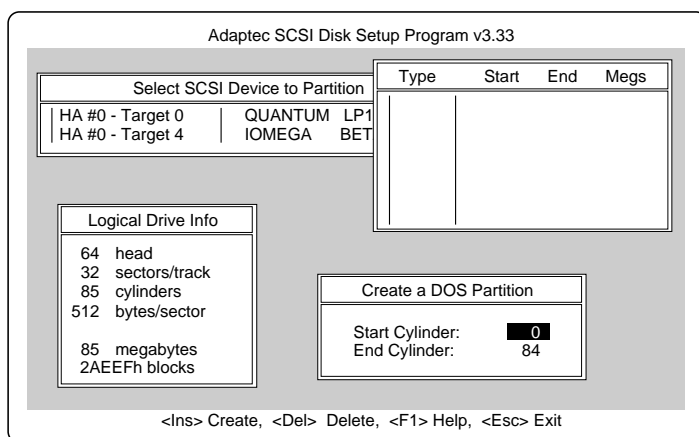 Adaptec SCSI Disk Setup Program v3.33
Select SCSI Device to Partition
HA #0 - Target 0 QUANTUM LP1
HA #0 - Target 4 IOMEGA BET
Type Start End Megs
Logical Drive Info
64 head
32 sectors/track
85 cylinders
512 bytes/sector
85 megabytes
2AEEFh blocks
Create a DOS Partition
Start Cylinder: 0
End Cylinder: 84
<Ins> Create, <Del> Delete, <F1> Help, <Esc> Exit